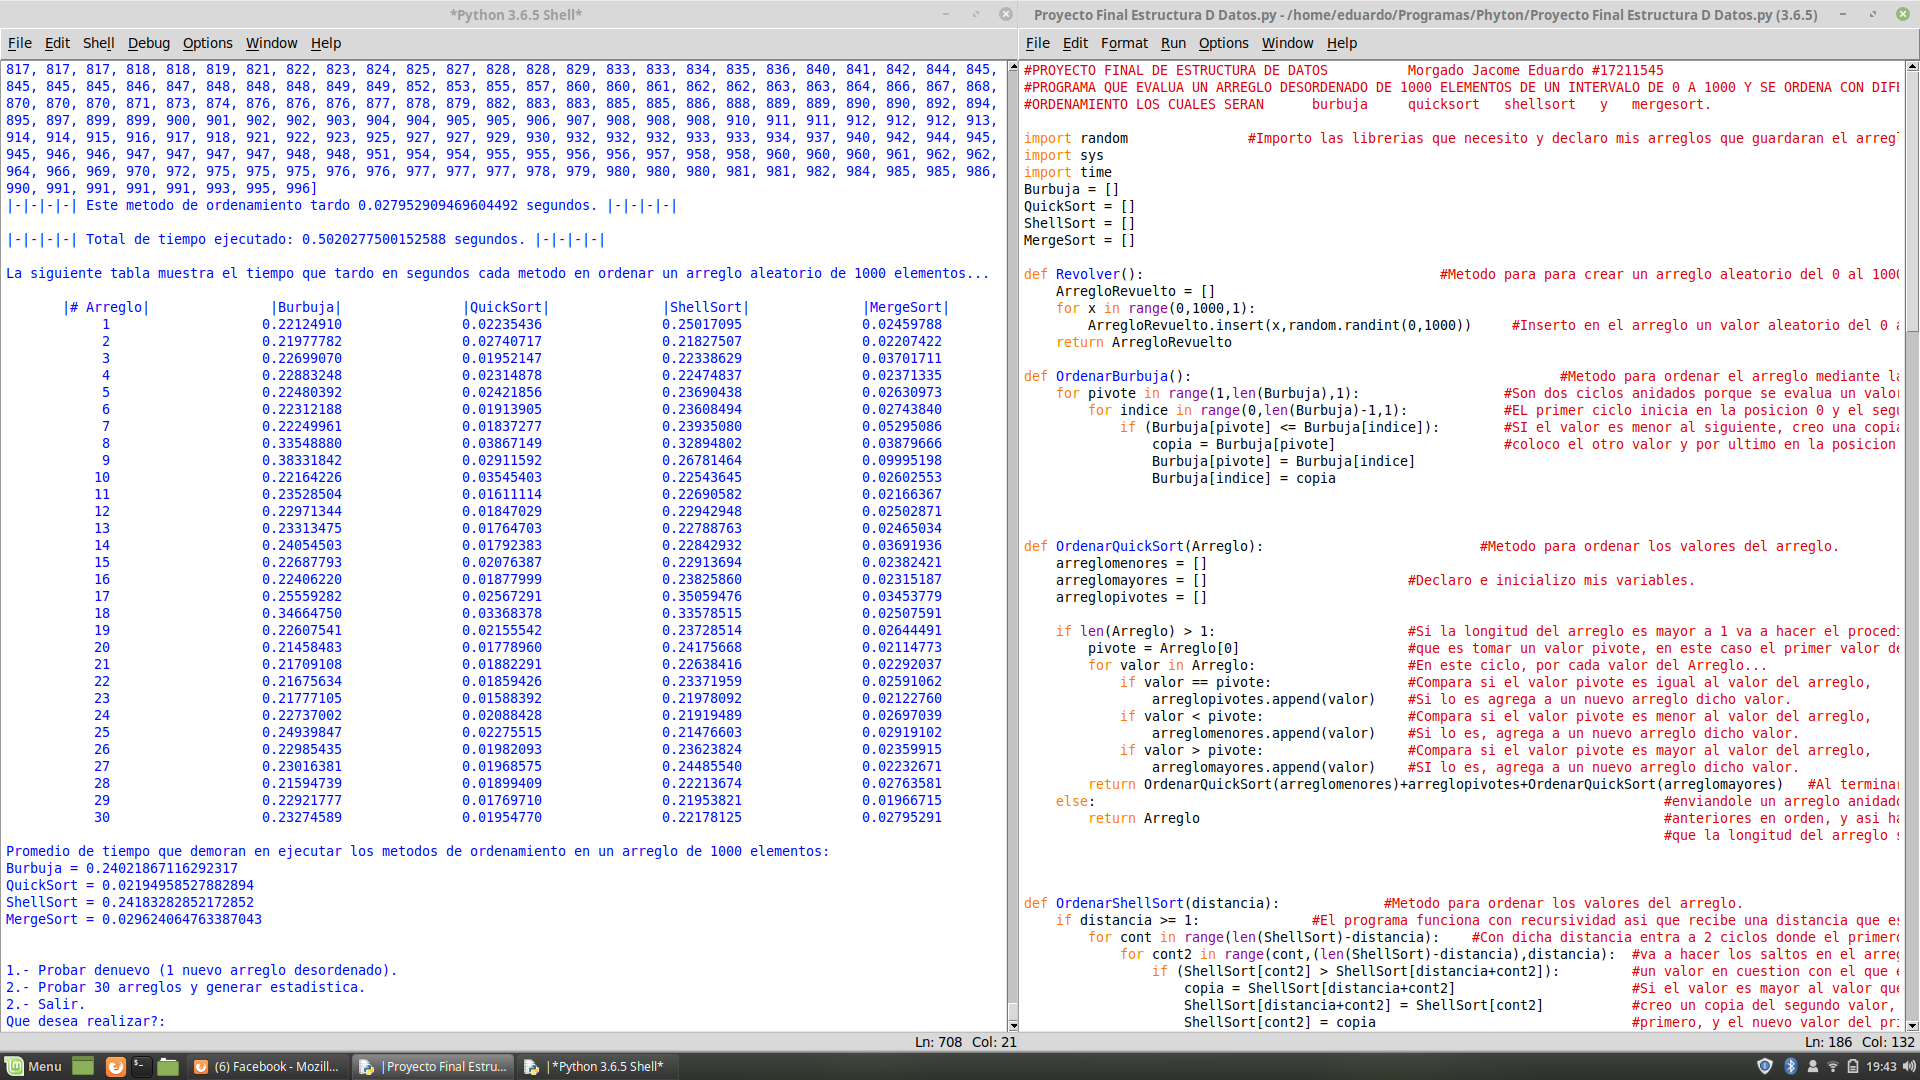 *Python 3.6.5 Shell*
File Edit Shell Debug Options Window Help
817, 817, 817, 818, 818, 819, 821, 822, 823, 824, 825, 827, 828, 828, 829, 833, 833, 834, 835, 836, 840, 841, 842, 844, 845,
845, 845, 845, 846, 847, 848, 848, 848, 849, 849, 852, 853, 855, 857, 860, 860, 861, 862, 862, 863, 863, 864, 866, 867, 868,
870, 870, 870, 871, 873, 874, 876, 876, 876, 877, 878, 879, 882, 883, 883, 885, 885, 886, 888, 889, 889, 890, 890, 892, 894,
895, 897, 899, 899, 900, 901, 902, 902, 903, 904, 904, 905, 905, 906, 907, 908, 908, 908, 910, 911, 911, 912, 912, 912, 913,
914, 914, 915, 916, 917, 918, 921, 922, 923, 925, 927, 927, 929, 930, 932, 932, 932, 933, 933, 934, 937, 940, 942, 944, 945,
945, 946, 946, 947, 947, 947, 947, 948, 948, 951, 954, 954, 955, 955, 956, 956, 957, 958, 958, 960, 960, 960, 961, 962, 962,
964, 966, 969, 970, 972, 975, 975, 975, 976, 976, 977, 977, 977, 978, 979, 980, 980, 980, 981, 981, 982, 984, 985, 985, 986,
990, 991, 991, 991, 991, 993, 995, 996]
|-|-|-|-| Este metodo de ordenamiento tardo 0.027952909469604492 segundos. |-|-|-|-|
|-|-|-|-| Total de tiempo ejecutado: 0.5020277500152588 segundos. |-|-|-|-|
La siguiente tabla muestra el tiempo que tardo en segundos cada metodo en ordenar un arreglo aleatorio de 1000 elementos...
|# Arreglo| |Burbuja| |QuickSort| |ShellSort| |MergeSort|
1 0.22124910 0.02235436 0.25017095 0.02459788
2 0.21977782 0.02740717 0.21827507 0.02207422
3 0.22699070 0.01952147 0.22338629 0.03701711
4 0.22883248 0.02314878 0.22474837 0.02371335
5 0.22480392 0.02421856 0.23690438 0.02630973
6 0.22312188 0.01913905 0.23608494 0.02743840
7 0.22249961 0.01837277 0.23935080 0.05295086
8 0.33548880 0.03867149 0.32894802 0.03879666
9 0.38331842 0.02911592 0.26781464 0.09995198
10 0.22164226 0.03545403 0.22543645 0.02602553
11 0.23528504 0.01611114 0.22690582 0.02166367
12 0.22971344 0.01847029 0.22942948 0.02502871
13 0.23313475 0.01764703 0.22788763 0.02465034
14 0.24054503 0.01792383 0.22842932 0.03691936
15 0.22687793 0.02076387 0.22913694 0.02382421
16 0.22406220 0.01877999 0.23825860 0.02315187
17 0.25559282 0.02567291 0.35059476 0.03453779
18 0.34664750 0.03368378 0.33578515 0.02507591
19 0.22607541 0.02155542 0.23728514 0.02644491
20 0.21458483 0.01778960 0.24175668 0.02114773
21 0.21709108 0.01882291 0.22638416 0.02292037
22 0.21675634 0.01859426 0.23371959 0.02591062
23 0.21777105 0.01588392 0.21978092 0.02122760
24 0.22737002 0.02088428 0.21919489 0.02697039
25 0.24939847 0.02275515 0.21476603 0.02919102
26 0.22985435 0.01982093 0.23623824 0.02359915
27 0.23016381 0.01968575 0.24485540 0.02232671
28 0.21594739 0.01899409 0.22213674 0.02763581
29 0.22921777 0.01769710 0.21953821 0.01966715
30 0.23274589 0.01954770 0.22178125 0.02795291
Promedio de tiempo que demoran en ejecutar los metodos de ordenamiento en un arreglo de 1000 elementos:
Burbuja = 0.24021867116292317
QuickSort = 0.02194958527882894
ShellSort = 0.24183282852172852
MergeSort = 0.029624064763387043
1.- Probar denuevo (1 nuevo arreglo desordenado).
2.- Probar 30 arreglos y generar estadistica.
2.- Salir.
Que desea realizar?:
Ln: 708 Col: 21
Proyecto Final Estructura D Datos.py - /home/eduardo/Programas/Phyton/Proyecto Final Estructura D Datos.py (3.6.5)
File Edit Format Run Options Window Help
#PROYECTO FINAL DE ESTRUCTURA DE DATOS Morgado Jacome Eduardo #17211545
#PROGRAMA QUE EVALUA UN ARREGLO DESORDENADO DE 1000 ELEMENTOS DE UN INTERVALO DE 0 A 1000 Y SE ORDENA CON DIFE
#ORDENAMIENTO LOS CUALES SERAN burbuja quicksort shellsort y mergesort.
import random #Importo las librerias que necesito y declaro mis arreglos que guardaran el arregl
import sys
import time
Burbuja = []
QuickSort = []
ShellSort = []
MergeSort = []
def Revolver(): #Metodo para para crear un arreglo aleatorio del 0 al 1000
ArregloRevuelto = []
for x in range(0,1000,1):
ArregloRevuelto.insert(x,random.randint(0,1000)) #Inserto en el arreglo un valor aleatorio del 0 a
return ArregloRevuelto
def OrdenarBurbuja(): #Metodo para ordenar el arreglo mediante la
for pivote in range(1,len(Burbuja),1): #Son dos ciclos anidados porque se evalua un valor
for indice in range(0,len(Burbuja)-1,1): #EL primer ciclo inicia en la posicion 0 y el segu
if (Burbuja[pivote] <= Burbuja[indice]): #SI el valor es menor al siguiente, creo una copia
copia = Burbuja[pivote] #coloco el otro valor y por ultimo en la posicion
Burbuja[pivote] = Burbuja[indice]
Burbuja[indice] = copia
def OrdenarQuickSort(Arreglo): #Metodo para ordenar los valores del arreglo.
arreglomenores = []
arreglomayores = [] #Declaro e inicializo mis variables.
arreglopivotes = []
if len(Arreglo) > 1: #Si la longitud del arreglo es mayor a 1 va a hacer el procedi
pivote = Arreglo[0] #que es tomar un valor pivote, en este caso el primer valor de
for valor in Arreglo: #En este ciclo, por cada valor del Arreglo...
if valor == pivote: #Compara si el valor pivote es igual al valor del arreglo,
arreglopivotes.append(valor) #Si lo es agrega a un nuevo arreglo dicho valor.
if valor < pivote: #Compara si el valor pivote es menor al valor del arreglo,
arreglomenores.append(valor) #Si lo es, agrega a un nuevo arreglo dicho valor.
if valor > pivote: #Compara si el valor pivote es mayor al valor del arreglo,
arreglomayores.append(valor) #SI lo es, agrega a un nuevo arreglo dicho valor.
return OrdenarQuickSort(arreglomenores)+arreglopivotes+OrdenarQuickSort(arreglomayores) #Al terminar
else: #enviandole un arreglo anidado
return Arreglo #anteriores en orden, y asi ha
#que la longitud del arreglo s
def OrdenarShellSort(distancia): #Metodo para ordenar los valores del arreglo.
if distancia >= 1: #El programa funciona con recursividad asi que recibe una distancia que es
for cont in range(len(ShellSort)-distancia): #Con dicha distancia entra a 2 ciclos donde el primero
for cont2 in range(cont,(len(ShellSort)-distancia),distancia): #va a hacer los saltos en el arreg
if (ShellSort[cont2] > ShellSort[distancia+cont2]): #un valor en cuestion con el que e
copia = ShellSort[distancia+cont2] #Si el valor es mayor al valor que
ShellSort[distancia+cont2] = ShellSort[cont2] #creo un copia del segundo valor,
ShellSort[cont2] = copia #primero, y el nuevo valor del pri
Ln: 186 Col: 132
Menu (6) Facebook - Mozill... |Proyecto Final Estru... |*Python 3.6.5 Shell* 19:43